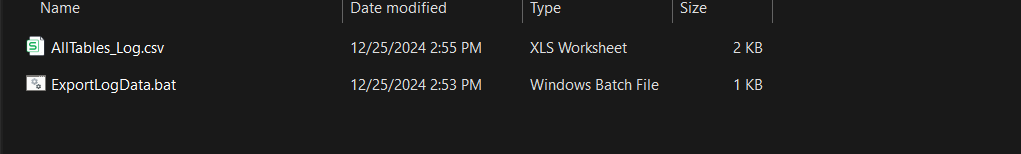 Name Date modified Type Size
AllTables_Log.csv 12/25/2024 2:55 PM XLS Worksheet 2 KB
ExportLogData.bat 12/25/2024 2:53 PM Windows Batch File 1 KB